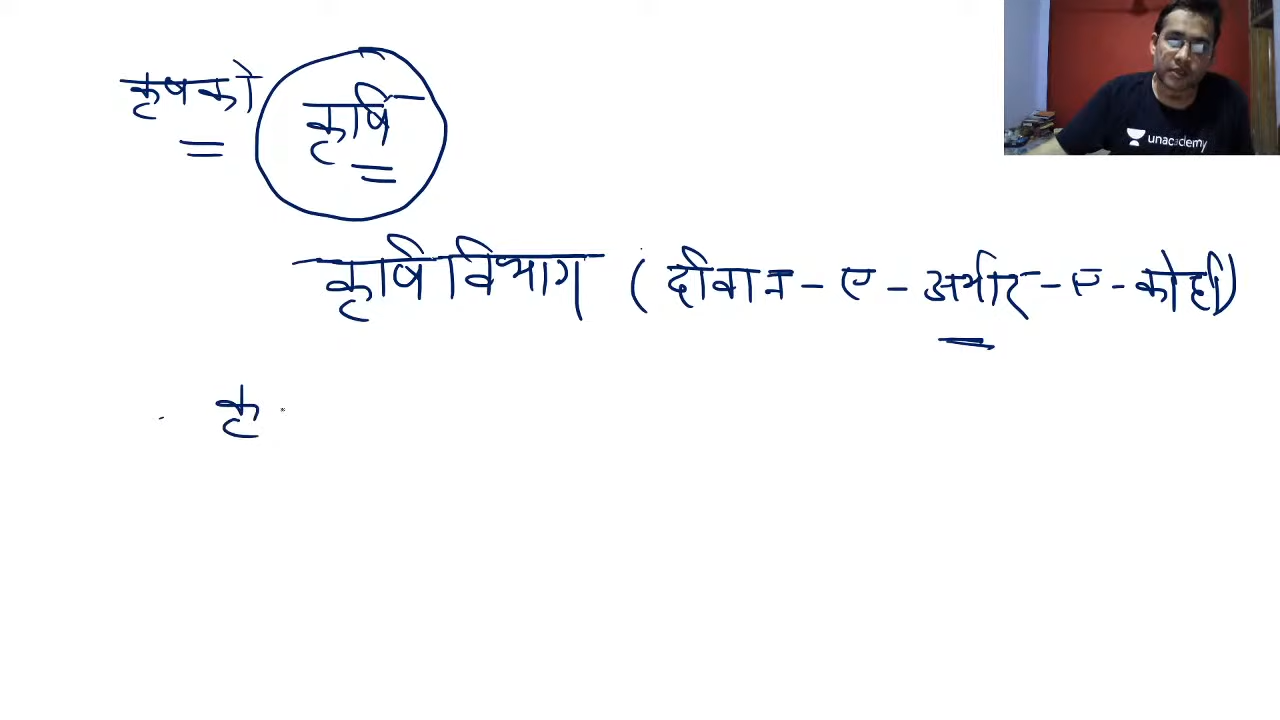 कृषको
कृषि
कृषि विभाग (दीवान - ए - अमीर - ए - कोही)
कृ
unacademy